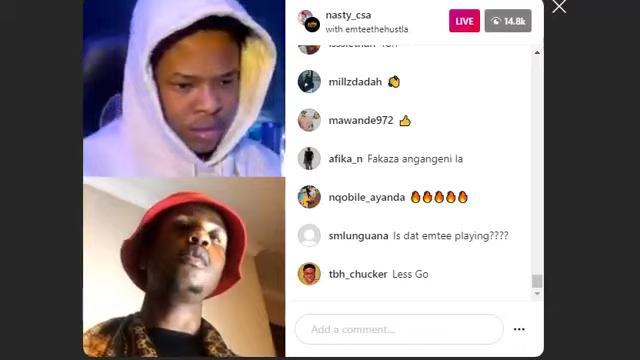 nasty_csa
with emteethehustla
LIVE
14.8k
millzdadah 👏
mawande972 👍
afika_n Fakaza angangeni la
nqobile_ayanda 🔥🔥🔥🔥🔥
smlunguana Is dat emtee playing????
tbh_chucker Less Go
Add a comment...